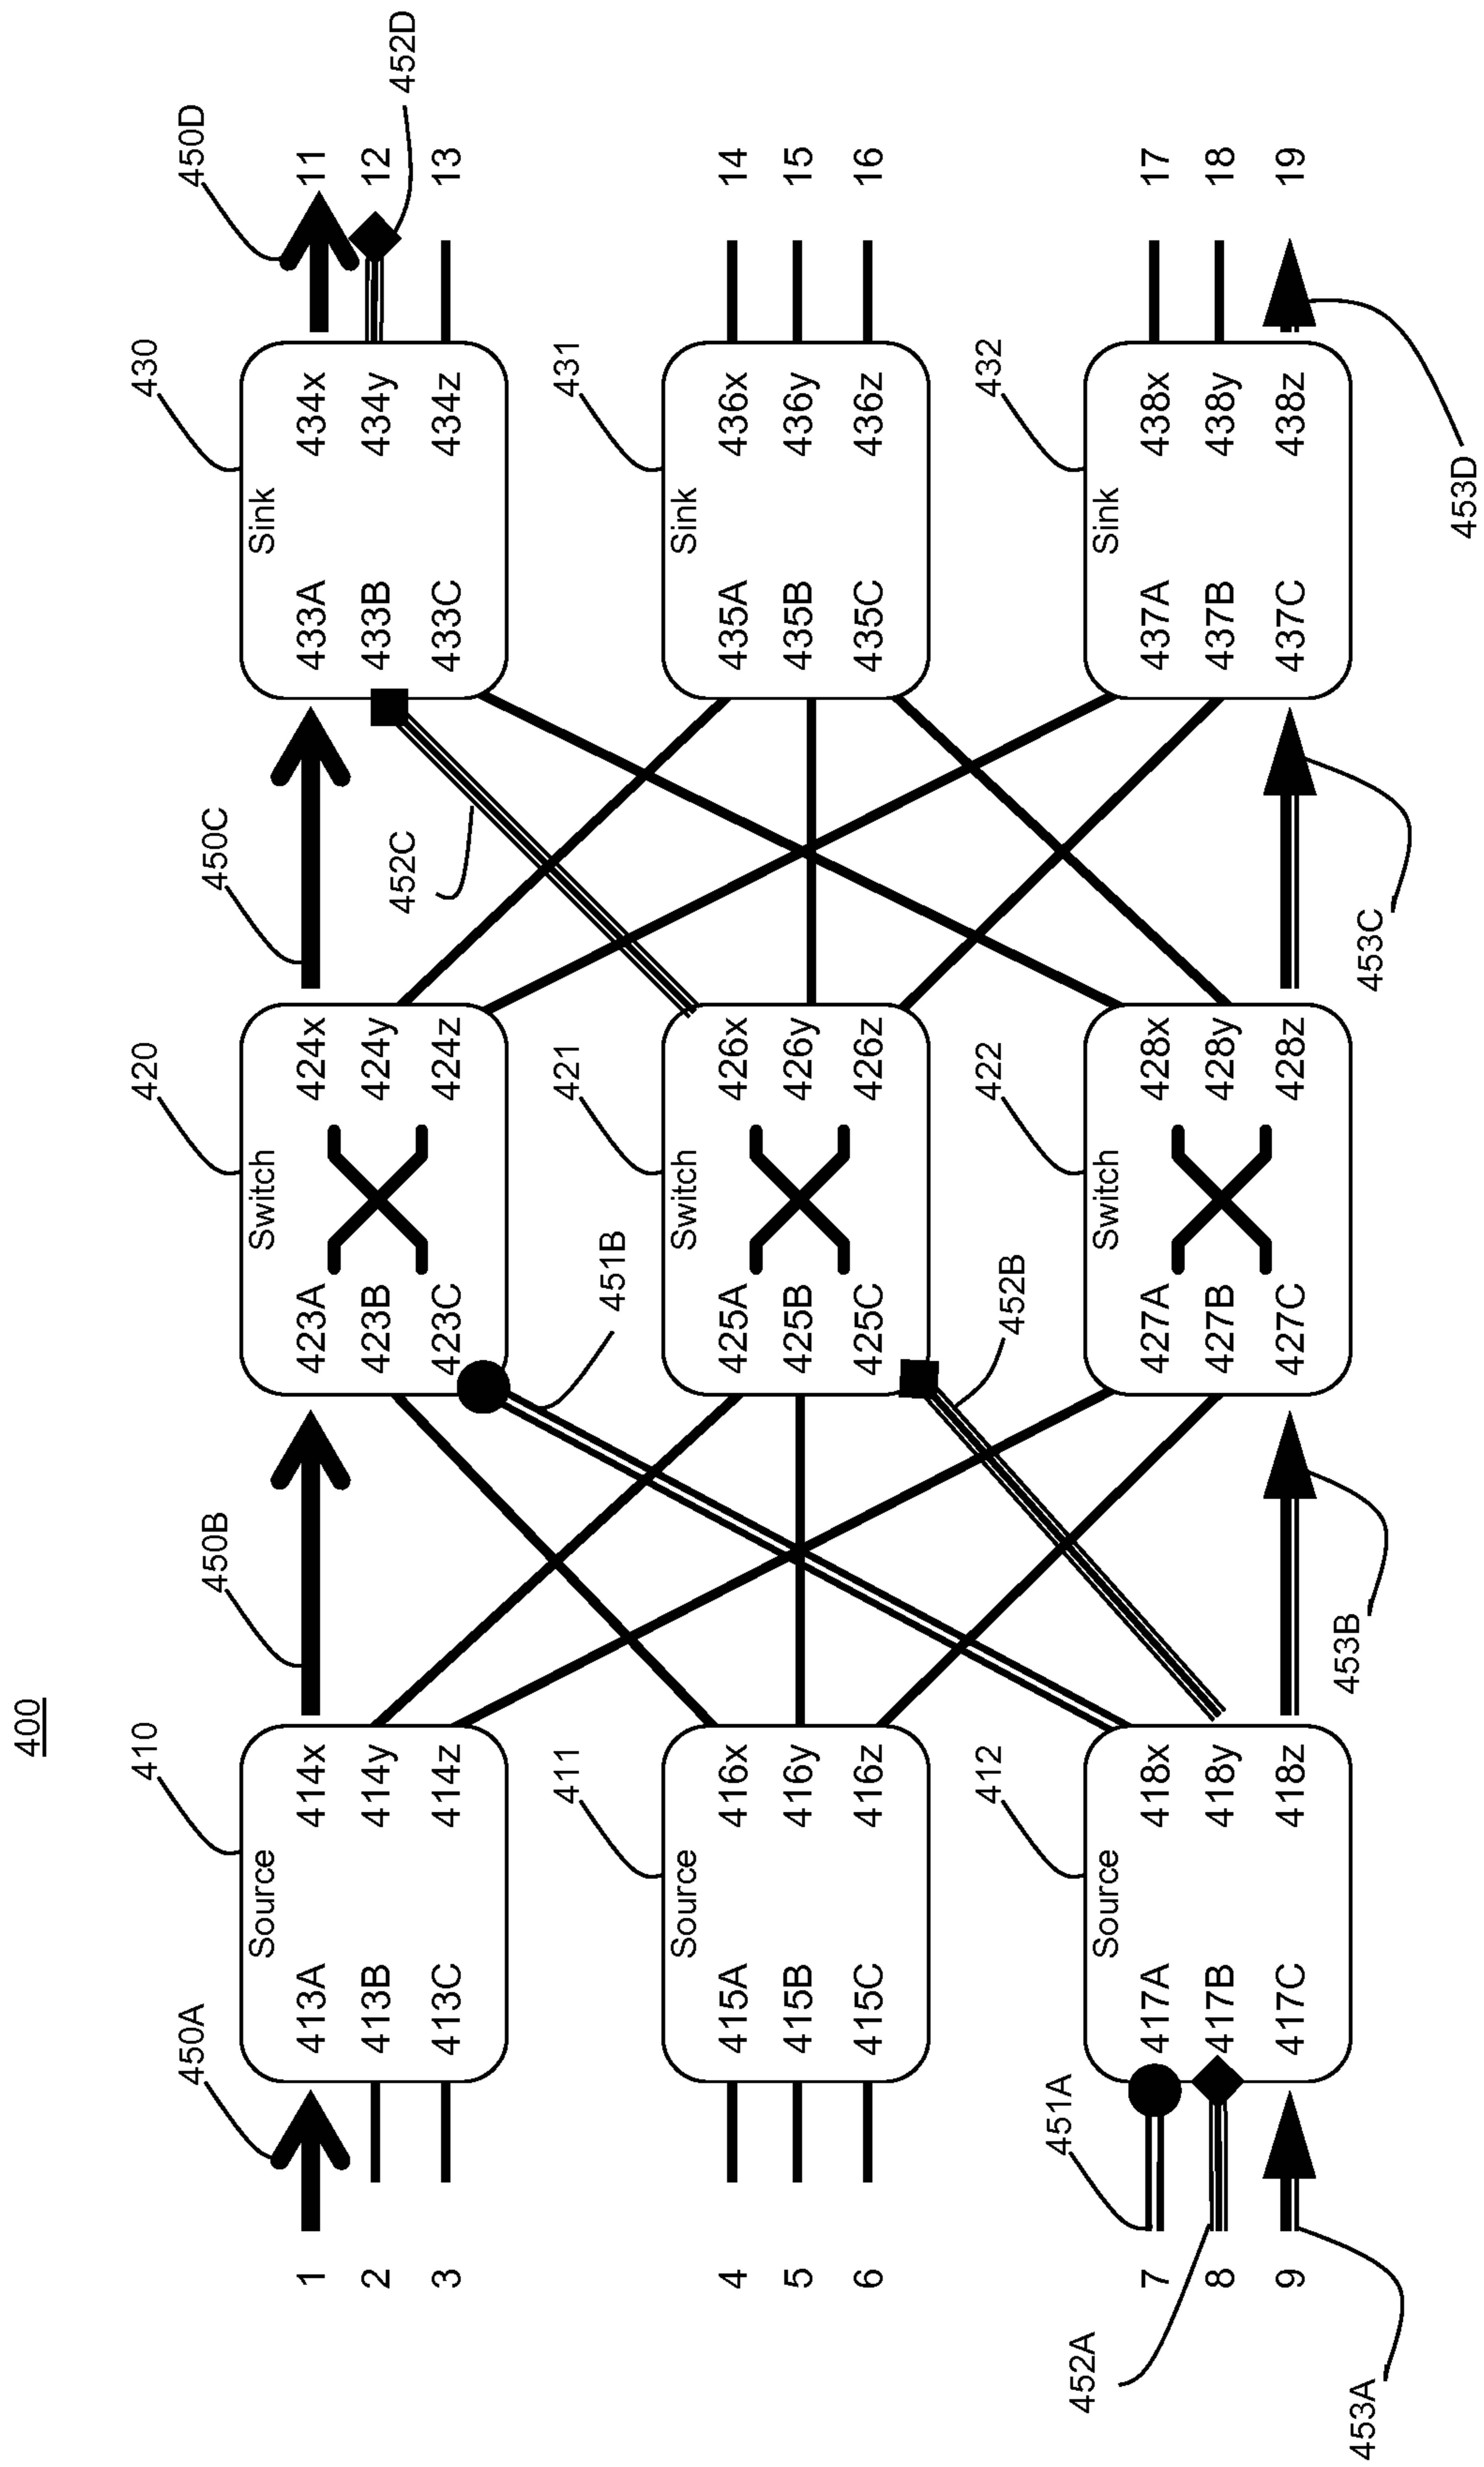 400
410
420
430
450A
450B
450C
450D
452D
1
Source
413A
413B
413C
414x
414y
414z
2
3
Switch
423A
423B
423C
424x
424y
424z
Sink
433A
433B
433C
434x
434y
434z
11
12
13
411
421
431
451B
452C
4
5
6
Source
415A
415B
415C
416x
416y
416z
Switch
425A
425B
425C
426x
426y
426z
Sink
435A
435B
435C
436x
436y
436z
14
15
16
412
422
432
451A
452B
7
8
9
Source
417A
417B
417C
418x
418y
418z
Switch
427A
427B
427C
428x
428y
428z
Sink
437A
437B
437C
438x
438y
438z
17
18
19
452A
453A
453B
453C
453D